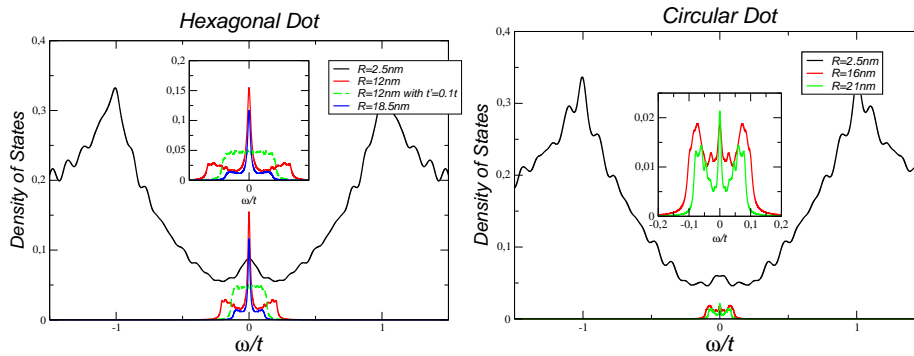 Hexagonal Dot
0,4
0,3
0,2
0,1
0
Density of States
-1
0
1
ω/t
R=2.5nm
R=12nm
R=12nm with t'=0.1t
R=18.5nm
0,2
0,15
0,1
0,05
0
0
ω/t
Circular Dot
0,4
0,3
0,2
0,1
0
Density of States
-1
0
1
ω/t
R=2.5nm
R=16nm
R=21nm
0,02
0,01
0
-0,2
-0,1
0
0,1
0,2
ω/t